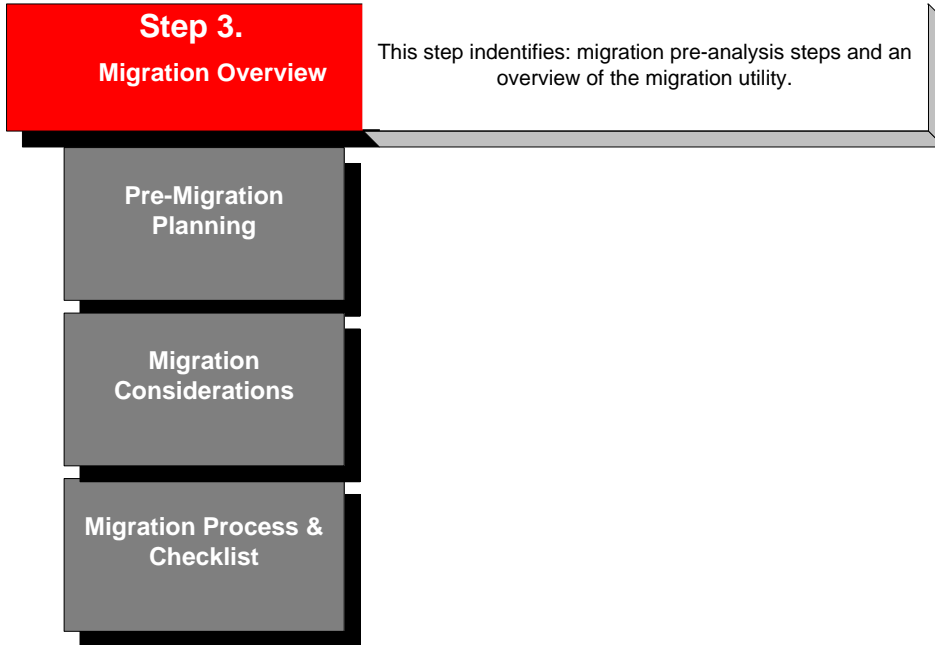 Step 3.
Migration Overview
This step indentifies: migration pre-analysis steps and an
overview of the migration utility.
Pre-Migration
Planning
Migration
Considerations
Migration Process &
Checklist